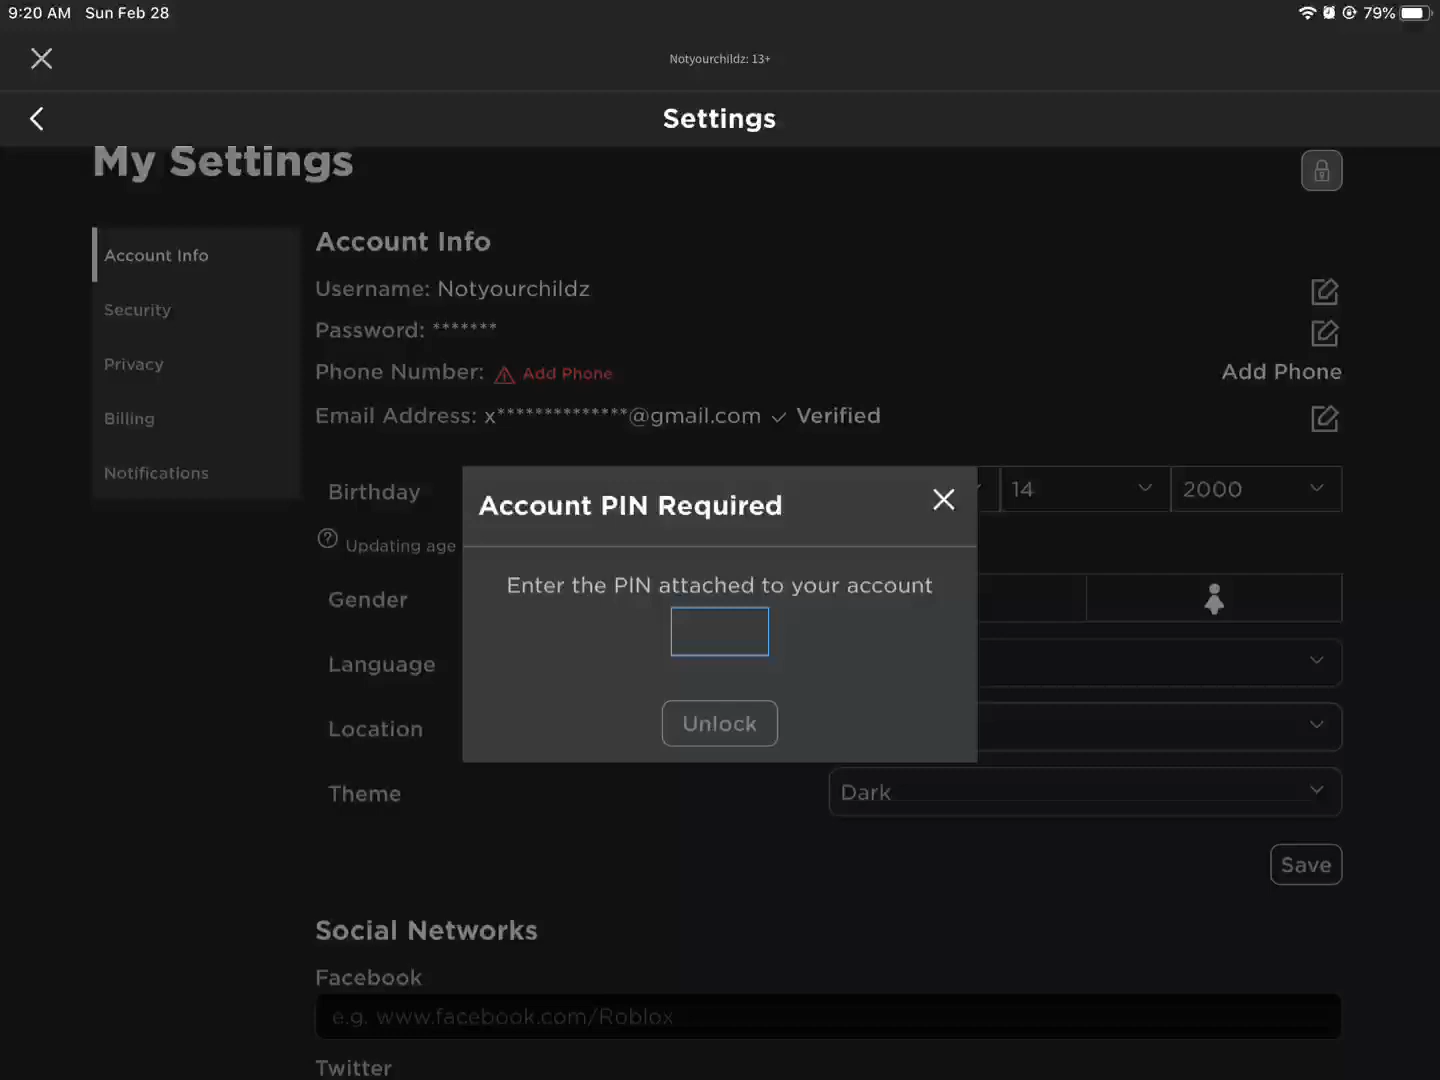 9:20 AM Sun Feb 28
79%
Notyourchildz: 13+
Settings
My Settings
Account Info
Security
Privacy
Billing
Notifications
Account Info
Username: Notyourchildz
Password: *******
Phone Number: Add Phone
Add Phone
Email Address: x**************@gmail.com ✓ Verified
Birthday
14
2000
Updating age
Gender
Language
Location
Theme
Dark
Account PIN Required
Enter the PIN attached to your account
Unlock
Save
Social Networks
Facebook
e.g. www.facebook.com/Roblox
Twitter